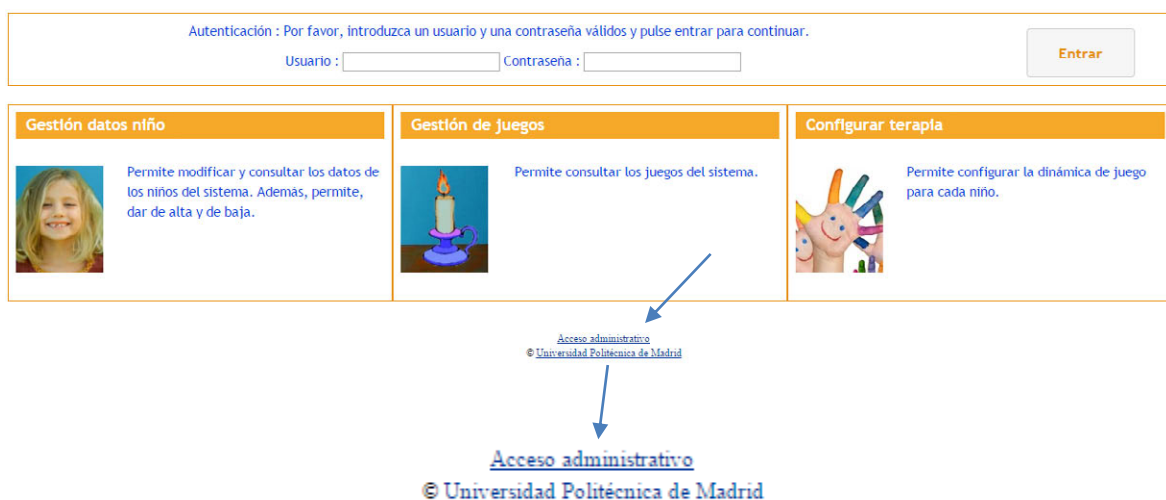 Autenticación : Por favor, introduzca un usuario y una contraseña válidos y pulse entrar para continuar.
Usuario :
Contraseña :
Entrar
Gestión datos niño
Permite modificar y consultar los datos de
los niños del sistema. Además, permite,
dar de alta y de baja.
Gestión de juegos
Permite consultar los juegos del sistema.
Configurar terapia
Permite configurar la dinámica de juego
para cada niño.
Acceso administrativo
© Universidad Politécnica de Madrid
Acceso administrativo
© Universidad Politécnica de Madrid